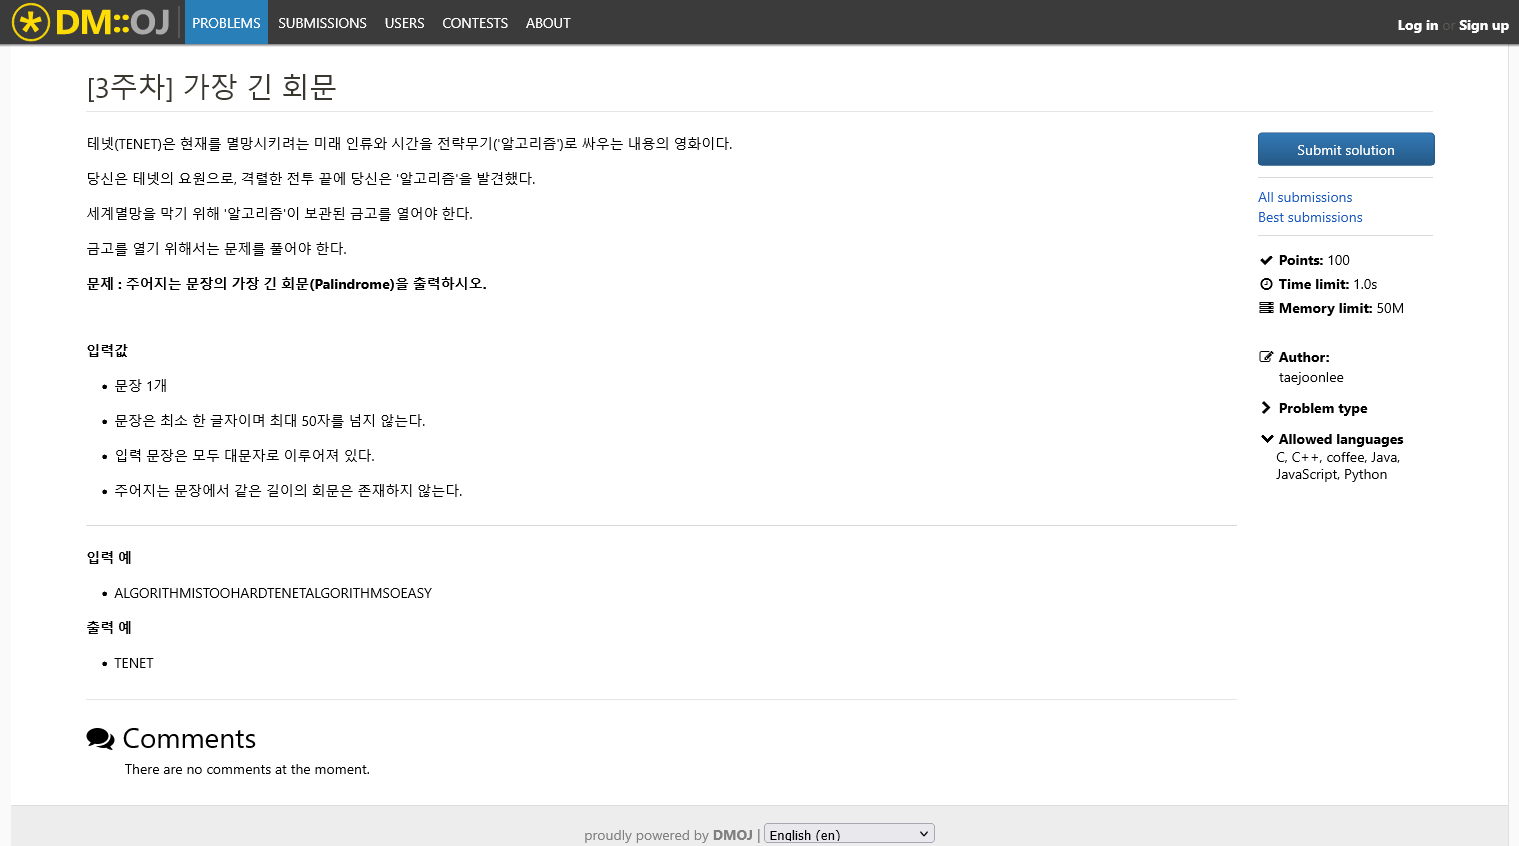 DM::OJ PROBLEMS SUBMISSIONS USERS CONTESTS ABOUT Log in or Sign up
[3주차] 가장 긴 회문
테넷(TENET)은 현재를 멸망시키려는 미래 인류와 시간을 전략무기('알고리즘')로 싸우는 내용의 영화이다.
당신은 테넷의 요원으로, 격렬한 전투 끝에 당신은 '알고리즘'을 발견했다.
세계멸망을 막기 위해 '알고리즘'이 보관된 금고를 열어야 한다.
금고를 열기 위해서는 문제를 풀어야 한다.
문제 : 주어지는 문장의 가장 긴 회문(Palindrome)을 출력하시오.
입력값
• 문장 1개
• 문장은 최소 한 글자이며 최대 50자를 넘지 않는다.
• 입력 문장은 모두 대문자로 이루어져 있다.
• 주어지는 문장에서 같은 길이의 회문은 존재하지 않는다.
입력 예
• ALGORITHMISTOOHARDTENETALGORITHMSOEASY
출력 예
• TENET
Submit solution
All submissions
Best submissions
Points: 100
Time limit: 1.0s
Memory limit: 50M
Author:
taejoonlee
Problem type
Allowed languages
C, C++, coffee, Java,
JavaScript, Python
Comments
There are no comments at the moment.
proudly powered by DMOJ | English (en)